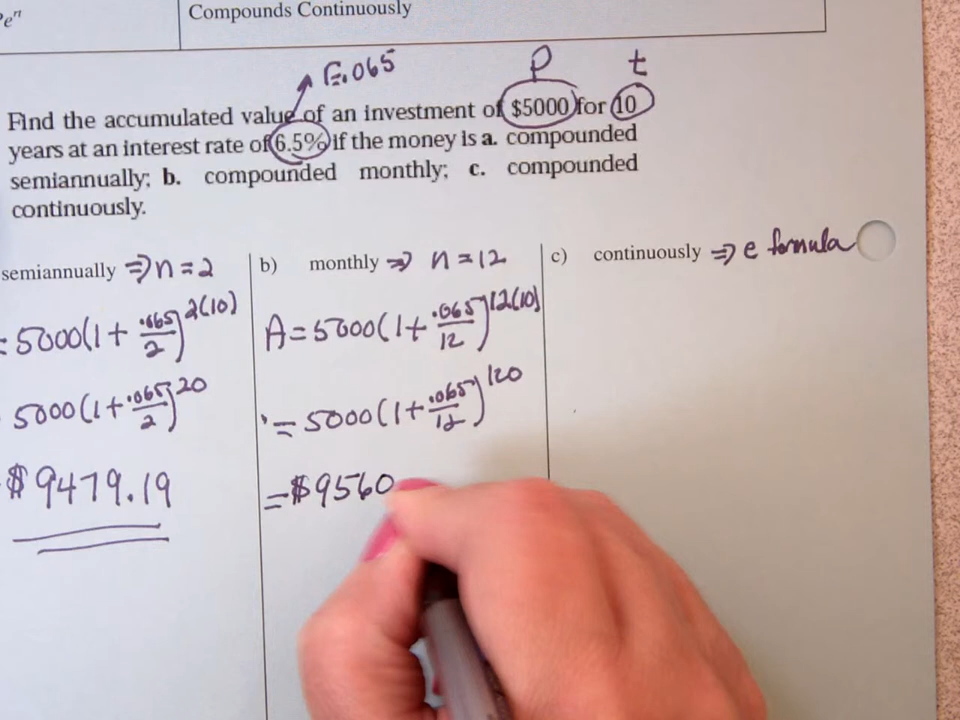 Pe^rt
Compounds Continuously
r=.065
P
t
Find the accumulated value of an investment of $5000 for 10
years at an interest rate of 6.5% if the money is a. compounded
semiannually; b. compounded monthly; c. compounded
continuously.
semiannually ⇒ n = 2
= 5000(1 + .065/2)^2(10)
5000(1 + .065/2)^20
$9479.19
b) monthly ⇒ n = 12
A = 5000(1 + .065/12)^12(10)
= 5000(1 + .065/12)^120
= $9560
c) continuously ⇒ e formula